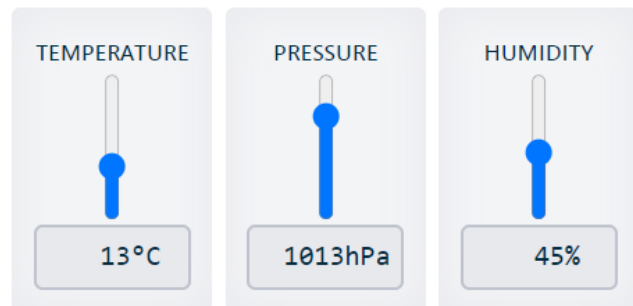 TEMPERATURE
13°C
PRESSURE
1013hPa
HUMIDITY
45%